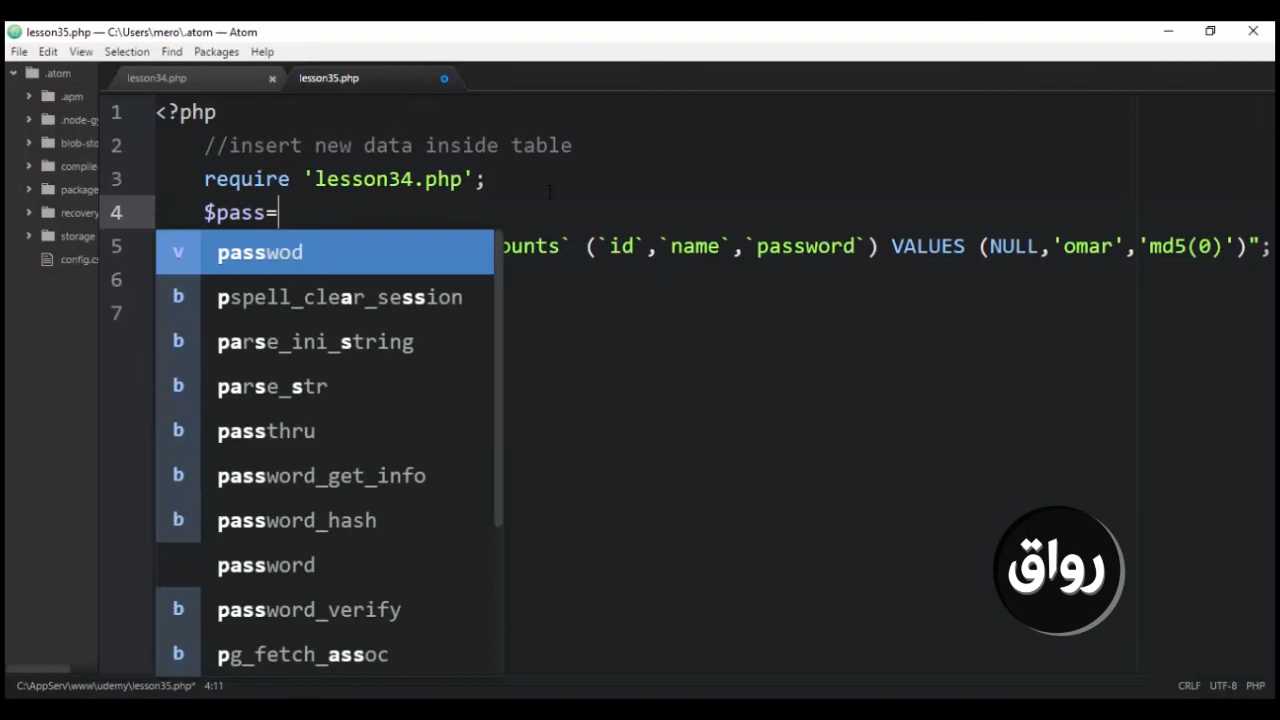 lesson35.php — C:\Users\mero\.atom — Atom
File Edit View Selection Find Packages Help
.atom
lesson34.php
lesson35.php
.apm
.node-g
blob-sto
compile
package
recovery
storage
config.cs
1 <?php
2 //insert new data inside table
3 require 'lesson34.php';
4 $pass=
5 ounts` (`id`,`name`,`password`) VALUES (NULL,'omar','md5(0)')";
6
7
v passwod
b pspell_clear_session
b parse_ini_string
b parse_str
b passthru
b password_get_info
b password_hash
password
b password_verify
b pg_fetch_assoc
رواق
C:\AppServ\www\udemy\lesson35.php* 4:11
CRLF UTF-8 PHP